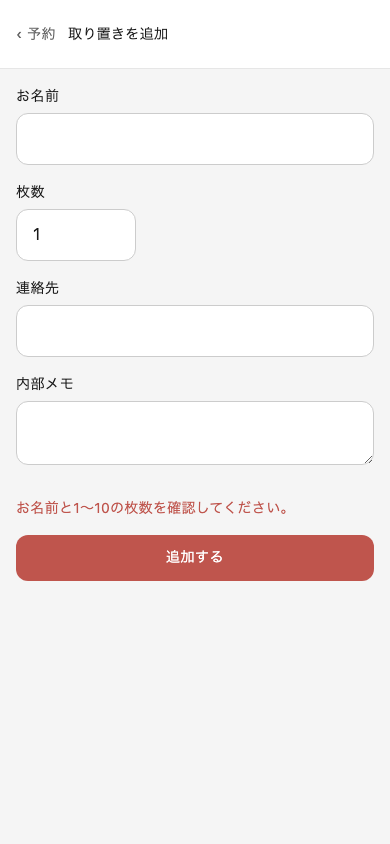 ‹ 予約 取り置きを追加
お名前
枚数
1
連絡先
内部メモ
お名前と1〜10の枚数を確認してください。
追加する